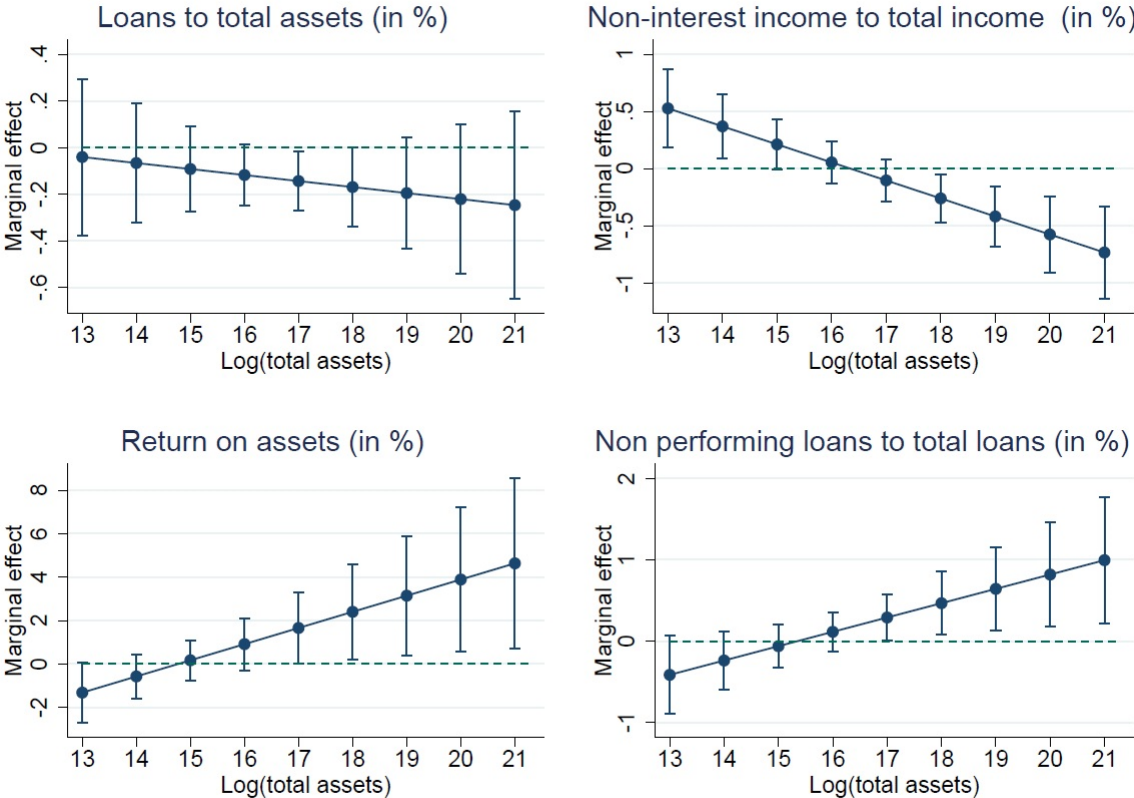 Loans to total assets (in %)
Marginal effect
.4
.2
0
-.2
-.4
-.6
13 14 15 16 17 18 19 20 21
Log(total assets)
Non-interest income to total income (in %)
Marginal effect
1
.5
0
-.5
-1
13 14 15 16 17 18 19 20 21
Log(total assets)
Return on assets (in %)
Marginal effect
8
6
4
2
0
-2
13 14 15 16 17 18 19 20 21
Log(total assets)
Non performing loans to total loans (in %)
Marginal effect
2
1
0
-1
13 14 15 16 17 18 19 20 21
Log(total assets)